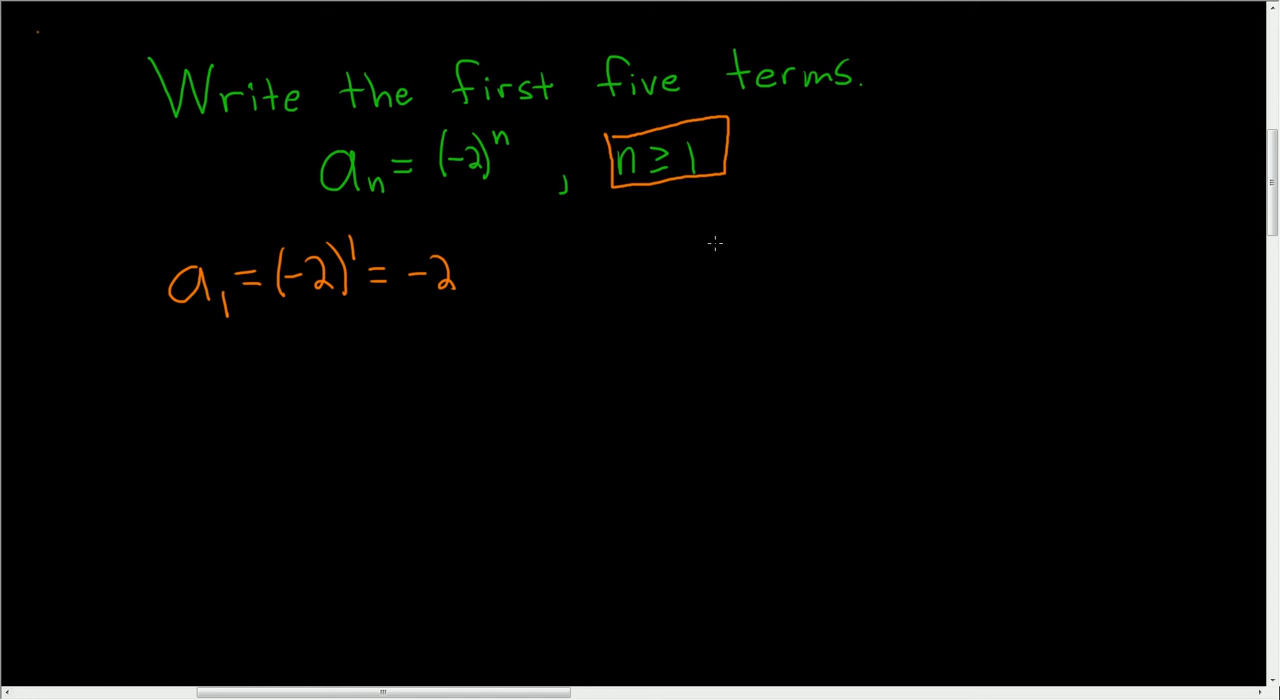 Write the first five terms.
aₙ = (-2)ⁿ , n ≥ 1
a₁ = (-2)¹ = -2